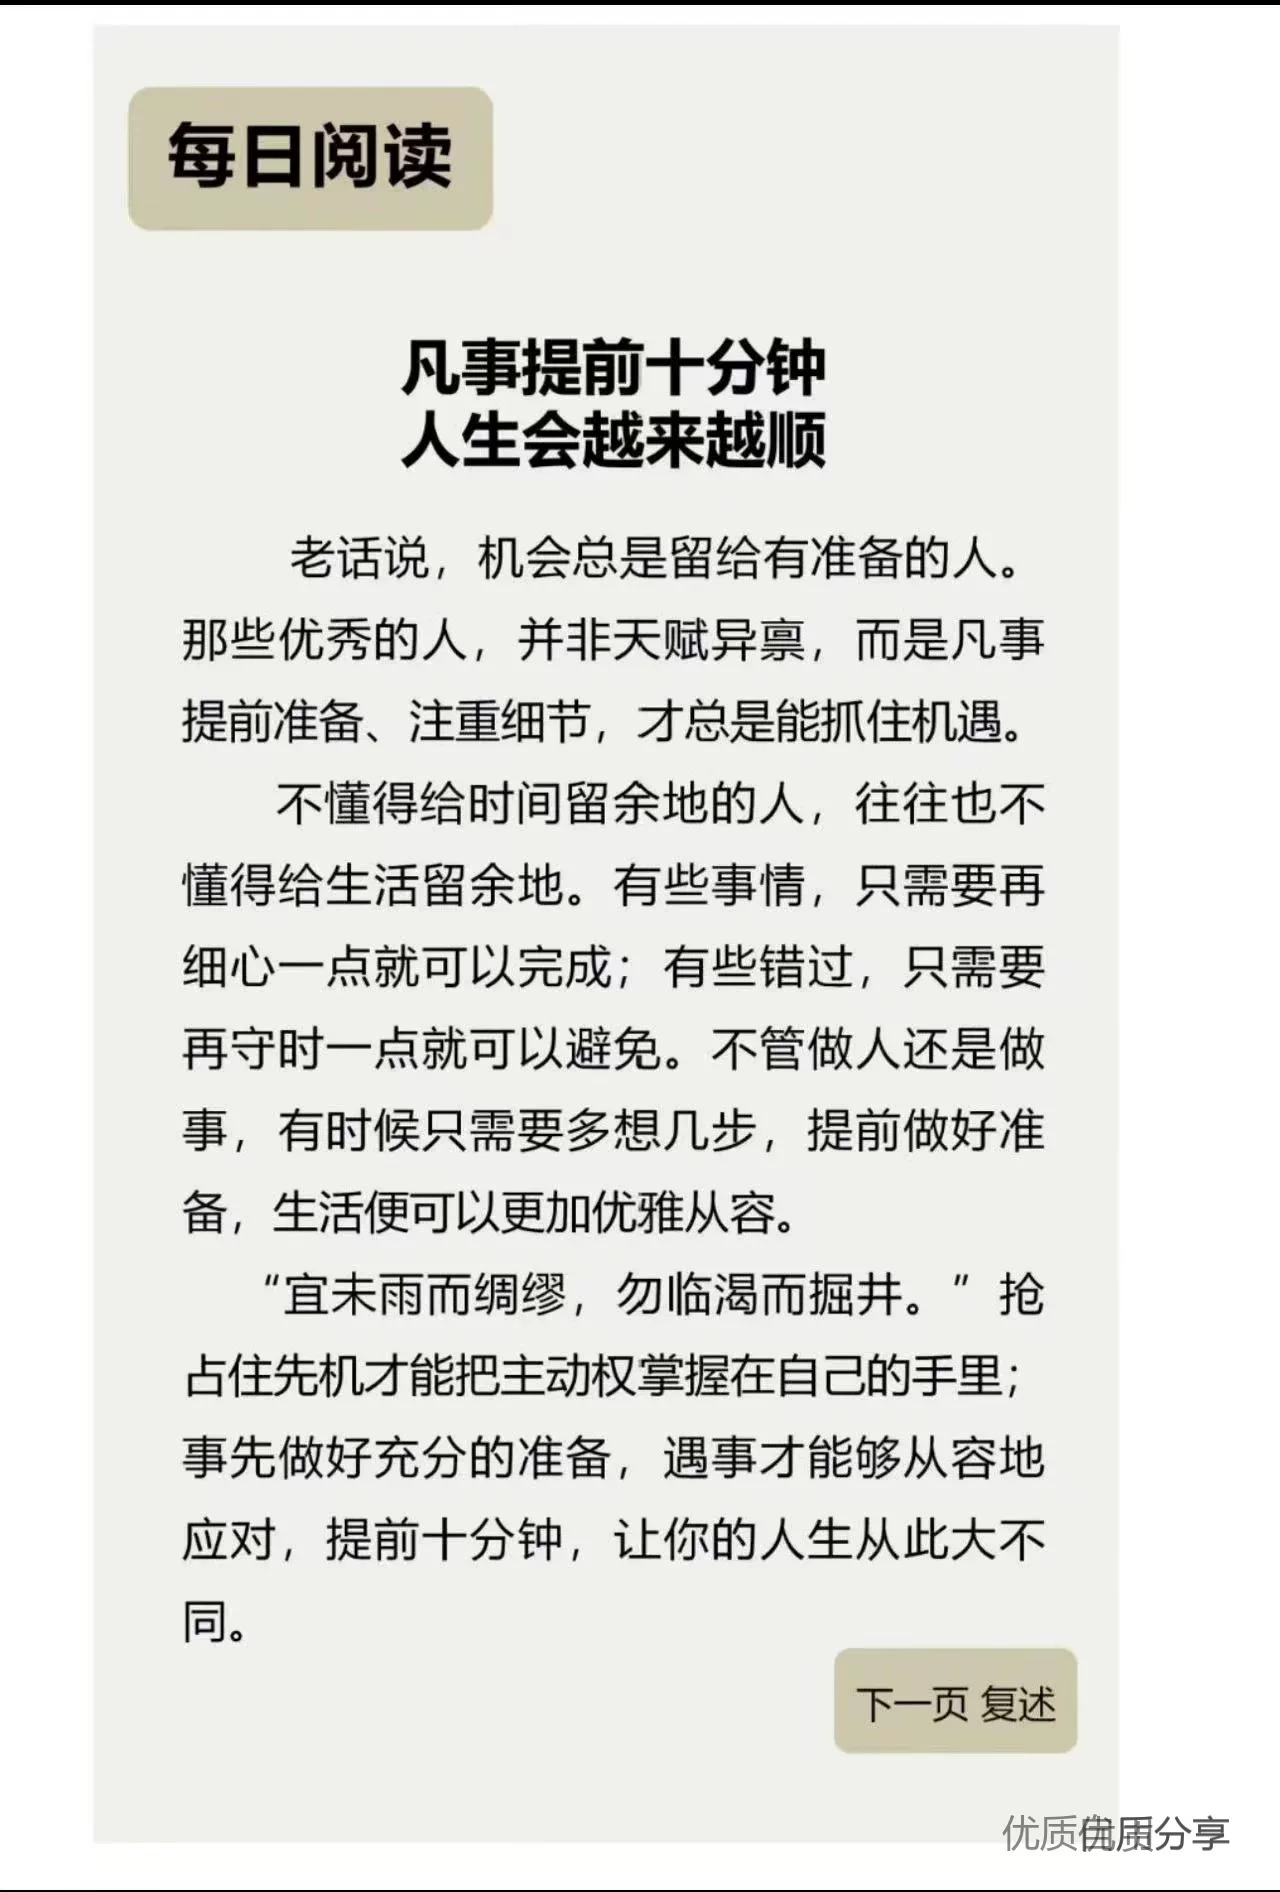 每日阅读
凡事提前十分钟
人生会越来越顺
老话说，机会总是留给有准备的人。
那些优秀的人，并非天赋异禀，而是凡事
提前准备、注重细节，才总是能抓住机遇。
不懂得给时间留余地的人，往往也不
懂得给生活留余地。有些事情，只需要再
细心一点就可以完成；有些错过，只需要
再守时一点就可以避免。不管做人还是做
事，有时候只需要多想几步，提前做好准
备，生活便可以更加优雅从容。
“宜未雨而绸缪，勿临渴而掘井。”抢
占住先机才能把主动权掌握在自己的手里；
事先做好充分的准备，遇事才能够从容地
应对，提前十分钟，让你的人生从此大不
同。
下一页 复述
优质
分享